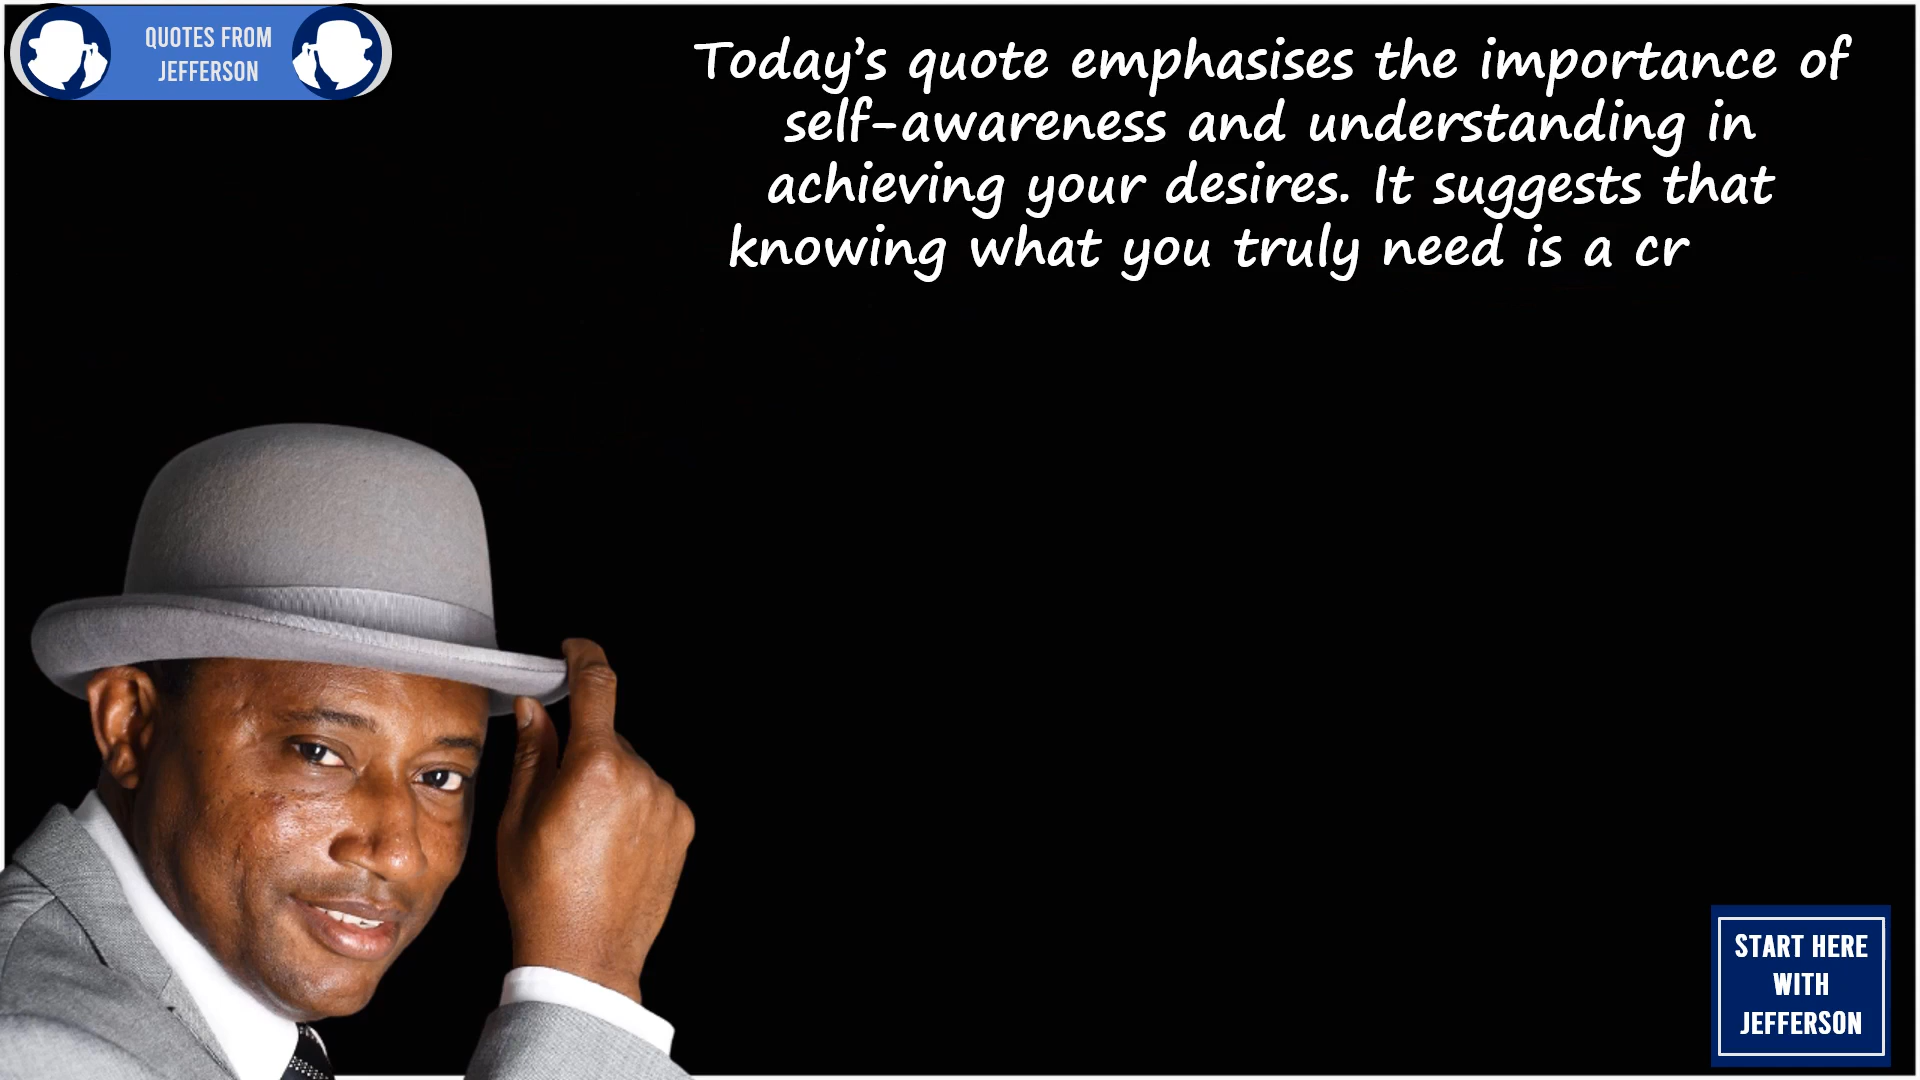 QUOTES FROM
JEFFERSON
Today's quote emphasises the importance of
self-awareness and understanding in
achieving your desires. It suggests that
knowing what you truly need is a cr
START HERE
WITH
JEFFERSON